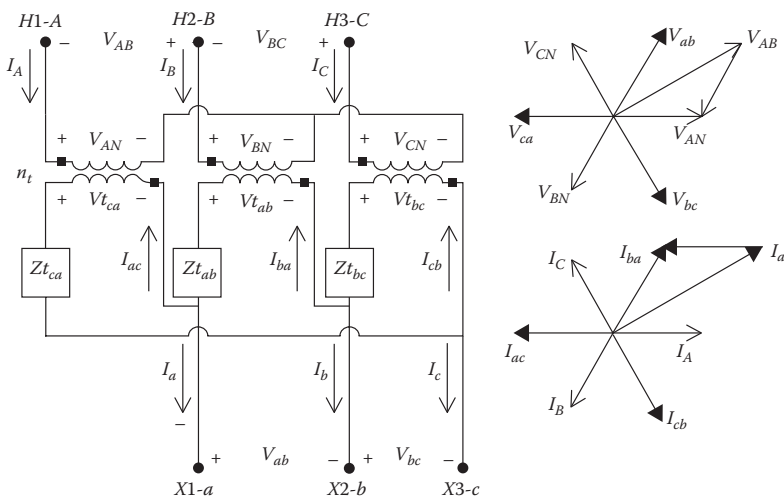 H1-A H2-B H3-C
− V_AB + − V_BC +
I_A I_B I_C
+ V_AN − + V_BN − + V_CN −
n_t
+ Vt_ca − + Vt_ab − + Vt_bc −
Zt_ca I_ac Zt_ab I_ba Zt_bc I_cb
I_a I_b I_c
−
+ V_ab − + V_bc −
X1-a X2-b X3-c
V_CN V_ab V_AB
V_ca V_AN
V_BN V_bc
I_C I_ba I_a
I_ac I_A
I_B I_cb